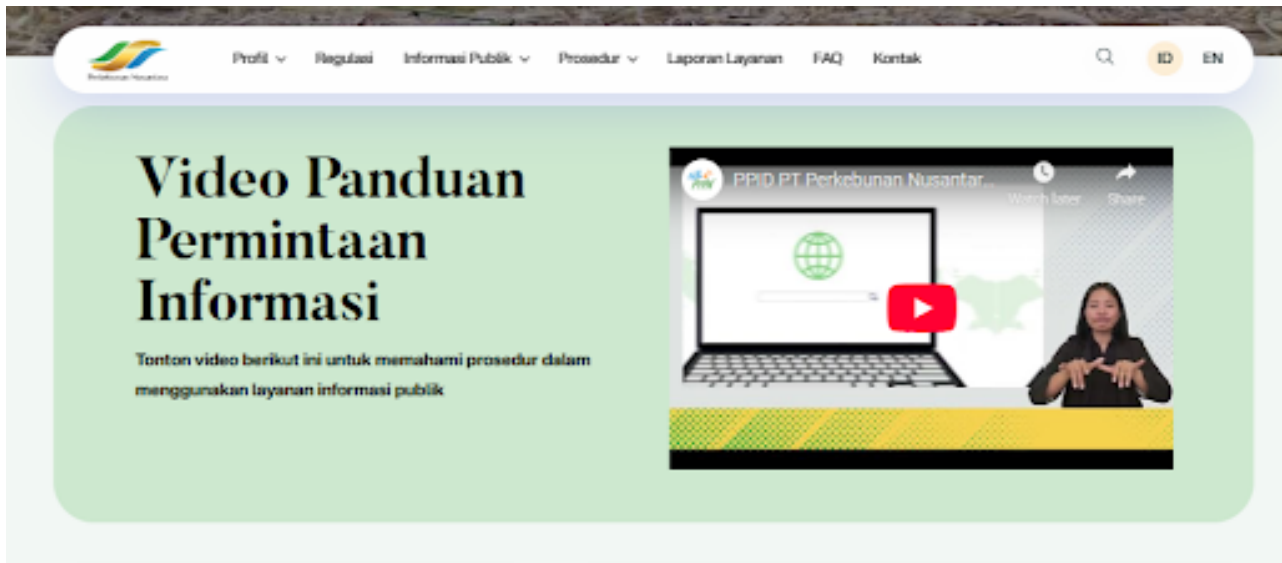 Perkebunan Nusantara
Profil
Regulasi
Informasi Publik
Prosedur
Laporan Layanan
FAQ
Kontak
ID
EN
Video Panduan
Permintaan
Informasi
Tonton video berikut ini untuk memahami prosedur dalam
menggunakan layanan informasi publik
PPID PT Perkebunan Nusantar...
Watch later
Share